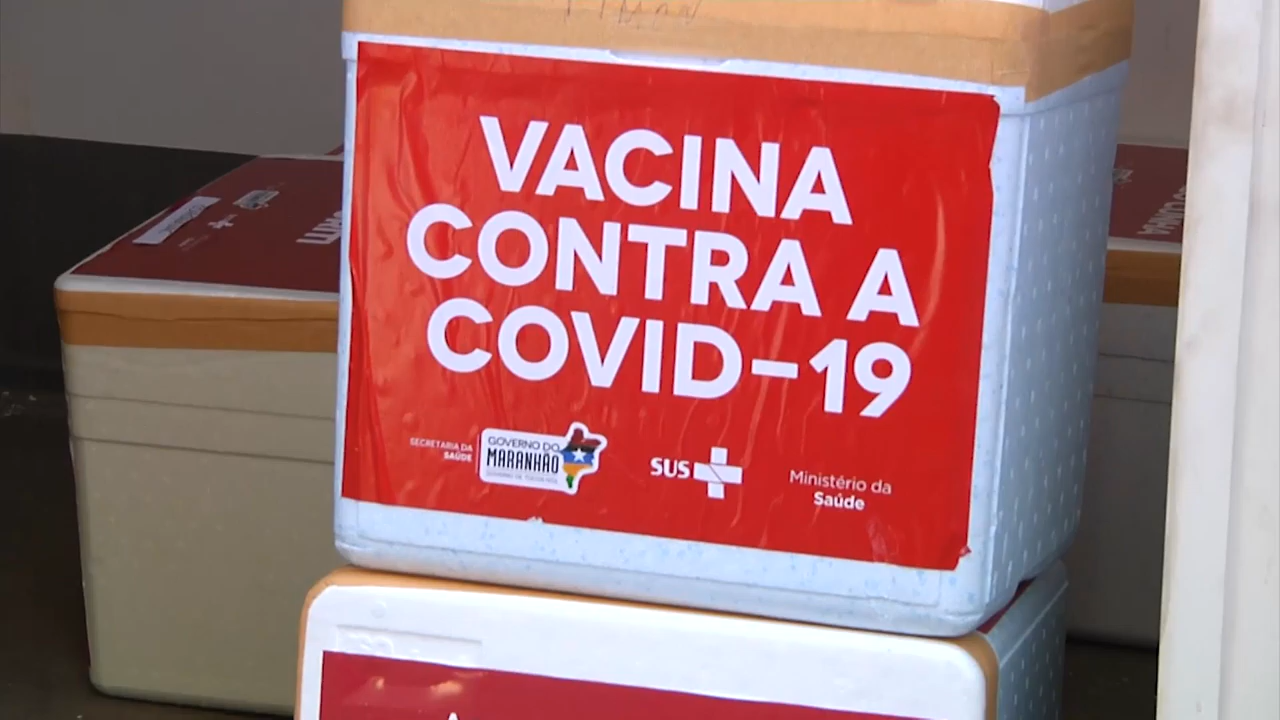 VACINA
CONTRA A
COVID-19
SECRETARIA DA
SAÚDE
GOVERNO DO
MARANHÃO
SUS
Ministério da
Saúde